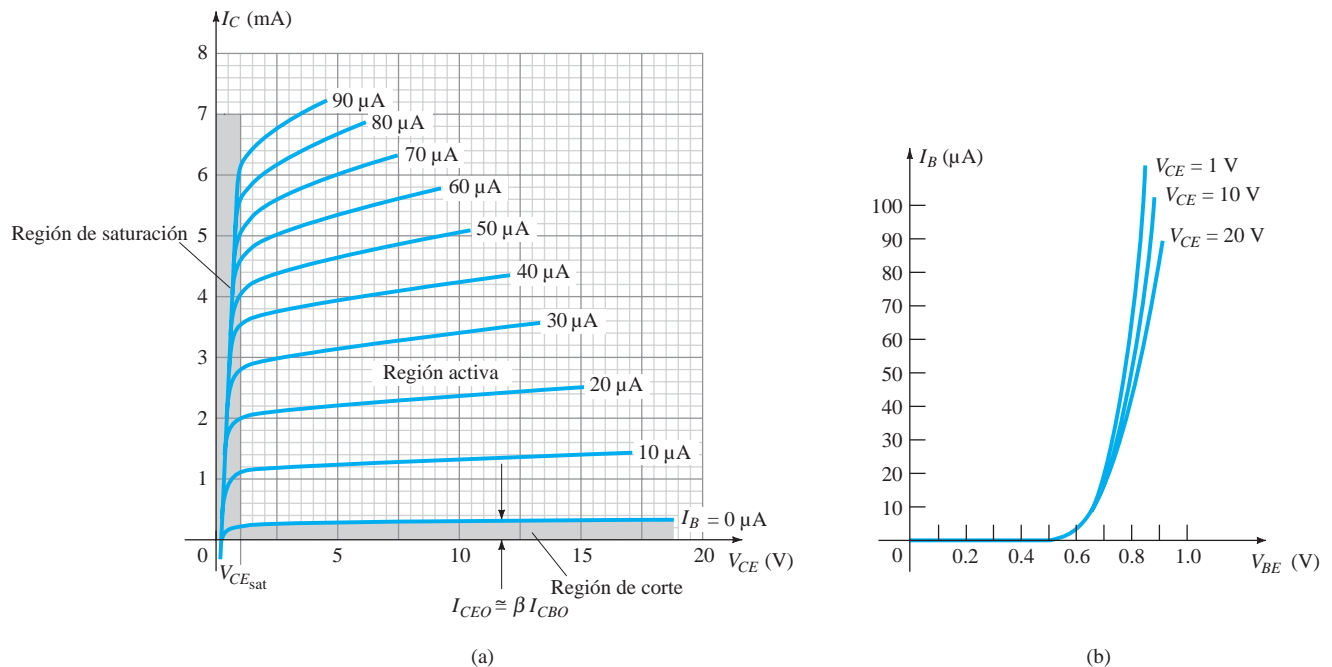 I_C (mA)
8
7
6
5
4
3
2
1
0
90 µA
80 µA
70 µA
60 µA
50 µA
40 µA
30 µA
20 µA
10 µA
I_B = 0 µA
Región de saturación
Región activa
5
10
15
20
V_CE (V)
V_CEsat
Región de corte
I_CEO ≅ β I_CBO
(a)
I_B (µA)
V_CE = 1 V
V_CE = 10 V
V_CE = 20 V
100
90
80
70
60
50
40
30
20
10
0
0.2
0.4
0.6
0.8
1.0
V_BE (V)
(b)